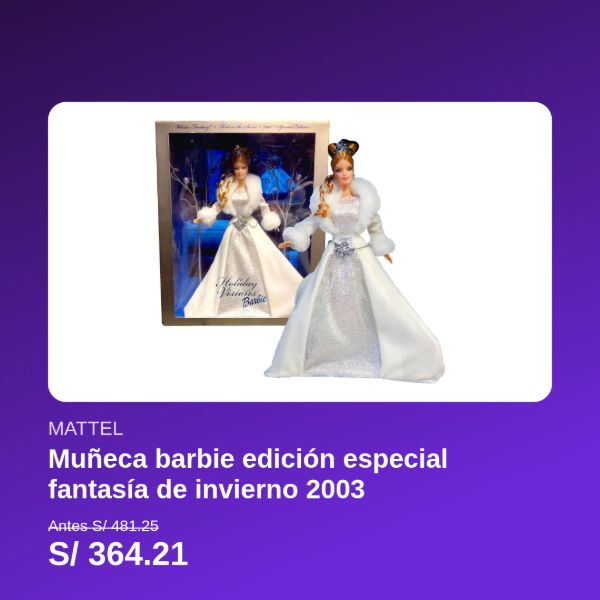 Holiday
Visions
Barbie
MATTEL
Muñeca barbie edición especial
fantasía de invierno 2003
Antes S/ 481.25
S/ 364.21